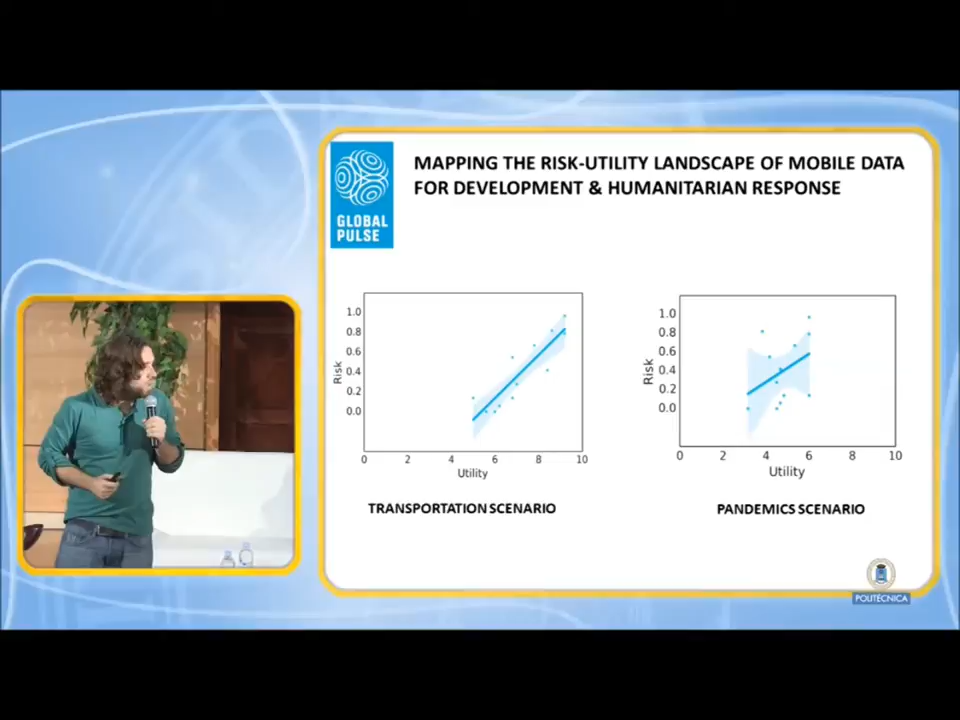 MAPPING THE RISK-UTILITY LANDSCAPE OF MOBILE DATA
FOR DEVELOPMENT & HUMANITARIAN RESPONSE
GLOBAL
PULSE
1.0
0.8
0.6
0.4
0.2
0.0
Risk
0 2 4 6 8 10
Utility
TRANSPORTATION SCENARIO
1.0
0.8
0.6
0.4
0.2
0.0
Risk
0 2 4 6 8 10
Utility
PANDEMICS SCENARIO
POLITÉCNICA